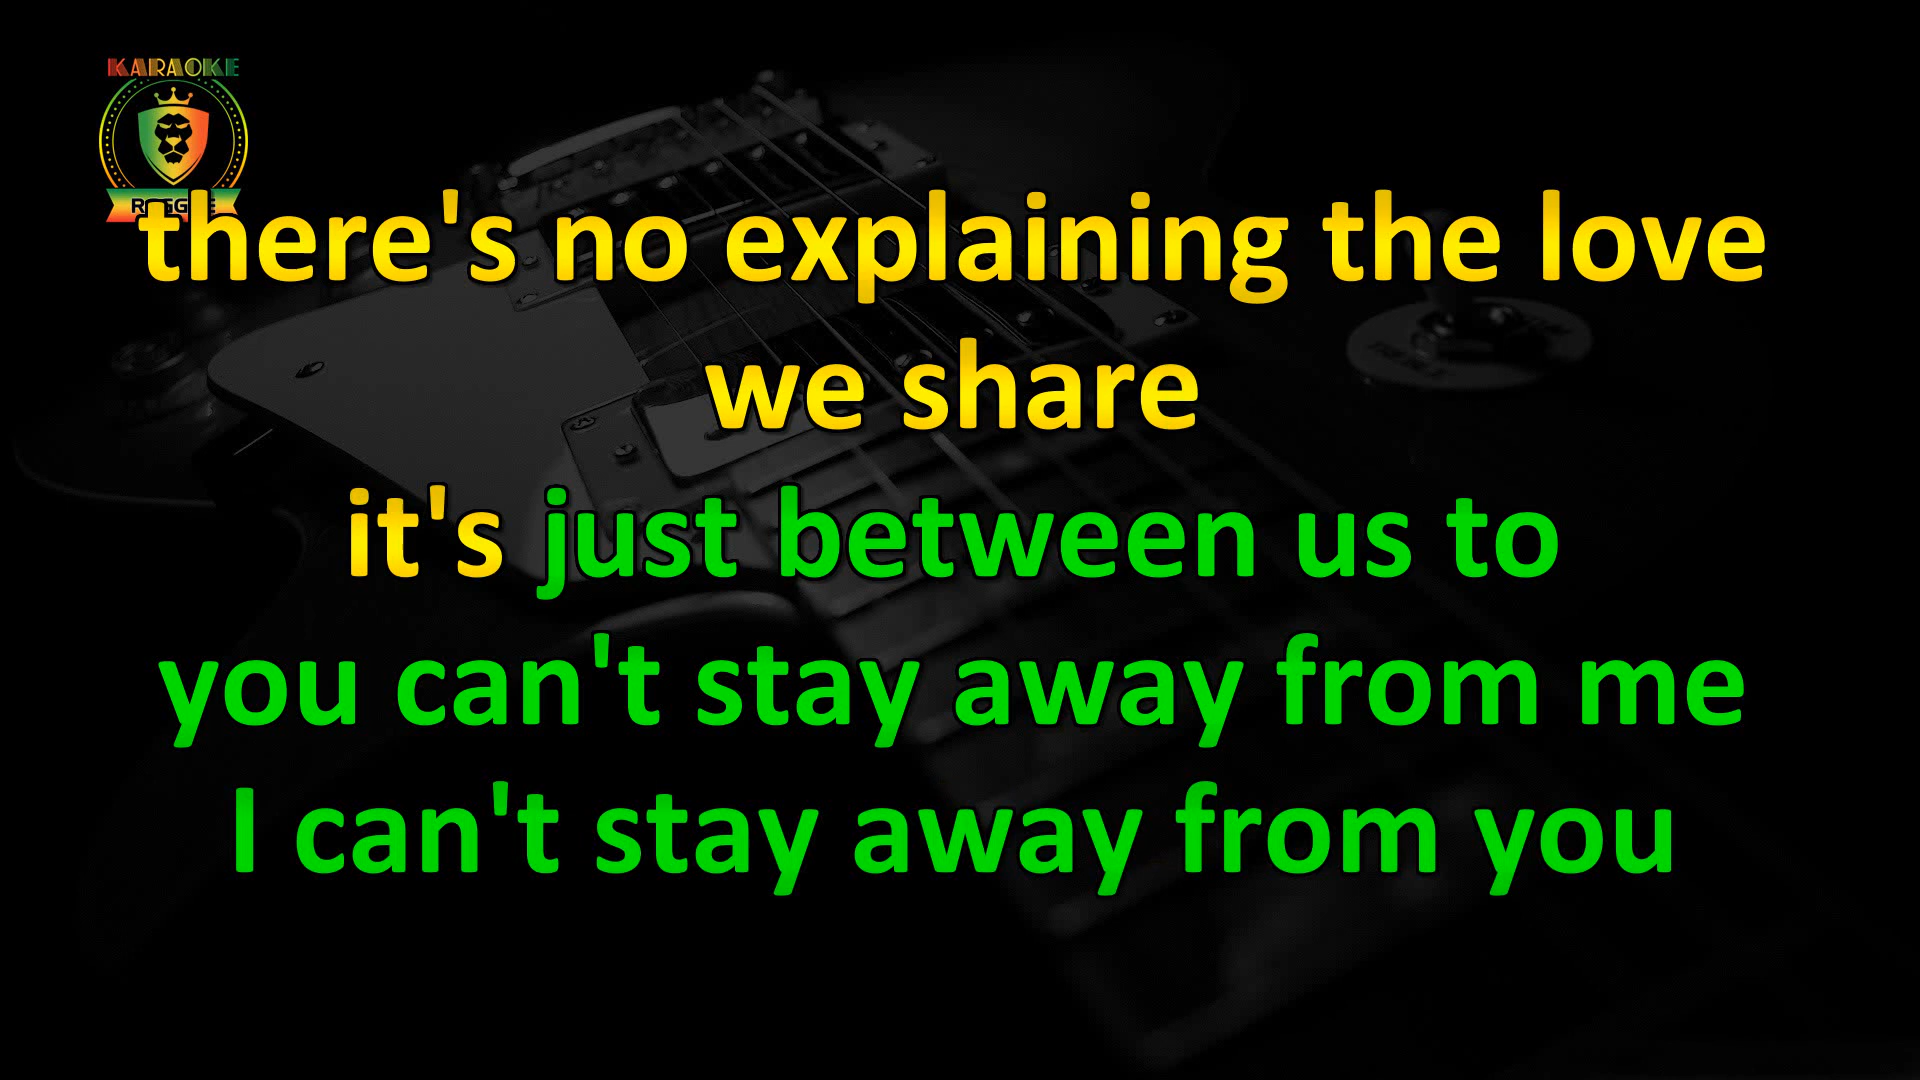 KARAOKE
there's no explaining the love
we share
it's just between us to
you can't stay away from me
I can't stay away from you